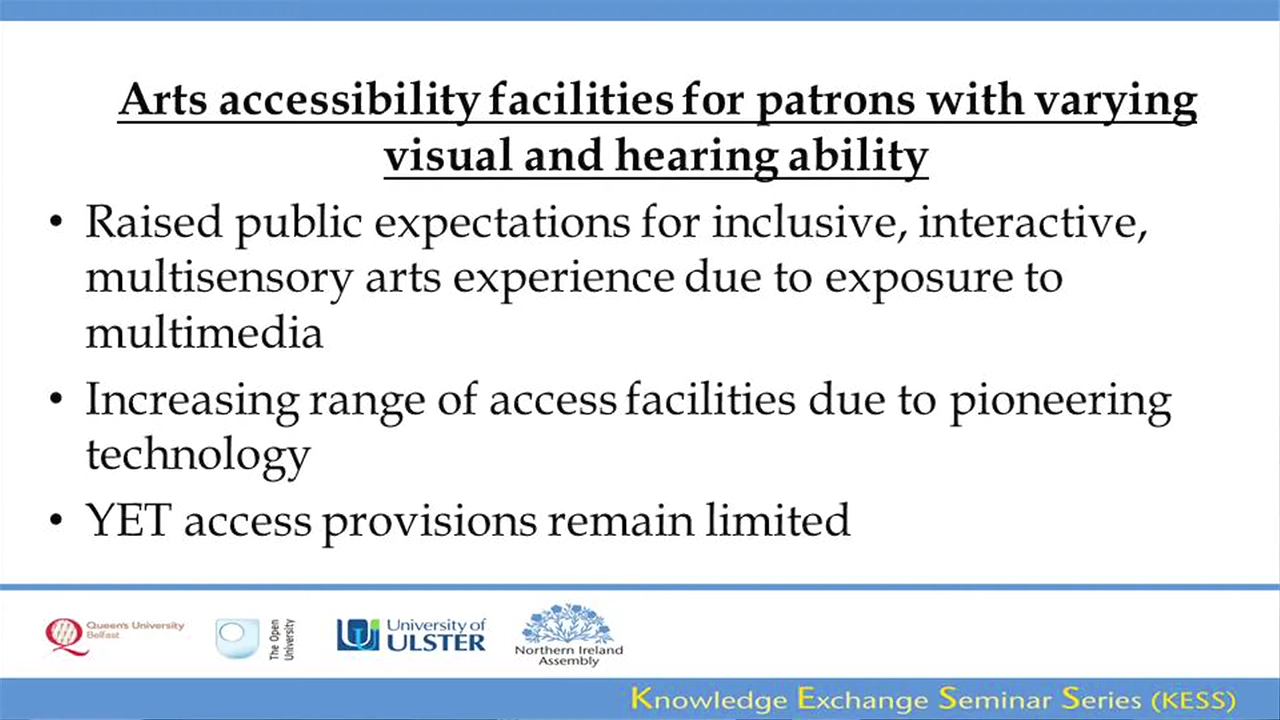 Arts accessibility facilities for patrons with varying
visual and hearing ability
• Raised public expectations for inclusive, interactive,
multisensory arts experience due to exposure to
multimedia
• Increasing range of access facilities due to pioneering
technology
• YET access provisions remain limited
Queen's University
Belfast
The Open
University
University of
ULSTER
Northern Ireland
Assembly
Knowledge Exchange Seminar Series (KESS)